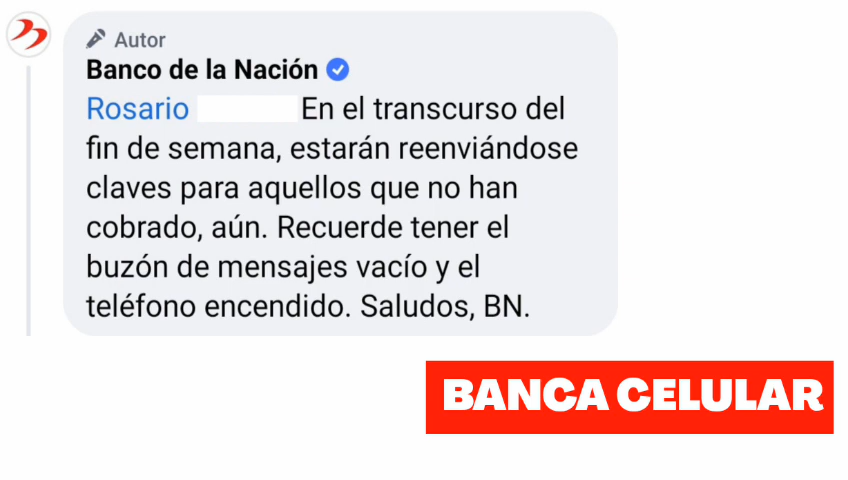 Autor
Banco de la Nación
Rosario En el transcurso del
fin de semana, estarán reenviándose
claves para aquellos que no han
cobrado, aún. Recuerde tener el
buzón de mensajes vacío y el
teléfono encendido. Saludos, BN.
BANCA CELULAR